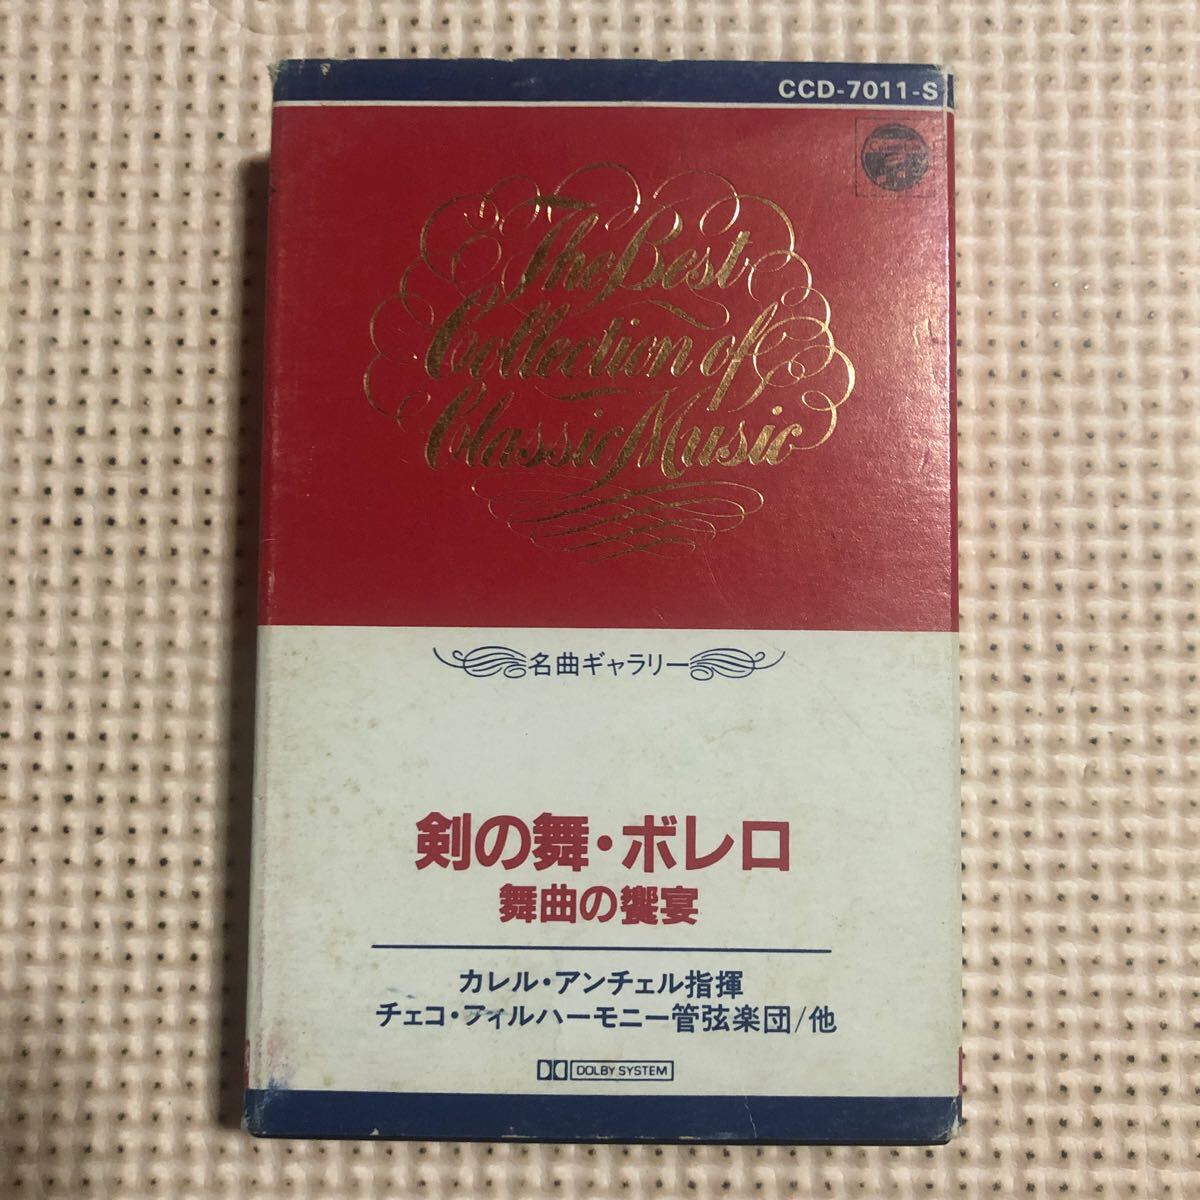 CCD-7011-S
Columbia
The Best
Collection of
Classic Music
名曲ギャラリー
剣の舞・ボレロ
舞曲の饗宴
カレル・アンチェル指揮
チェコ・フィルハーモニー管弦楽団/他
DOLBY SYSTEM